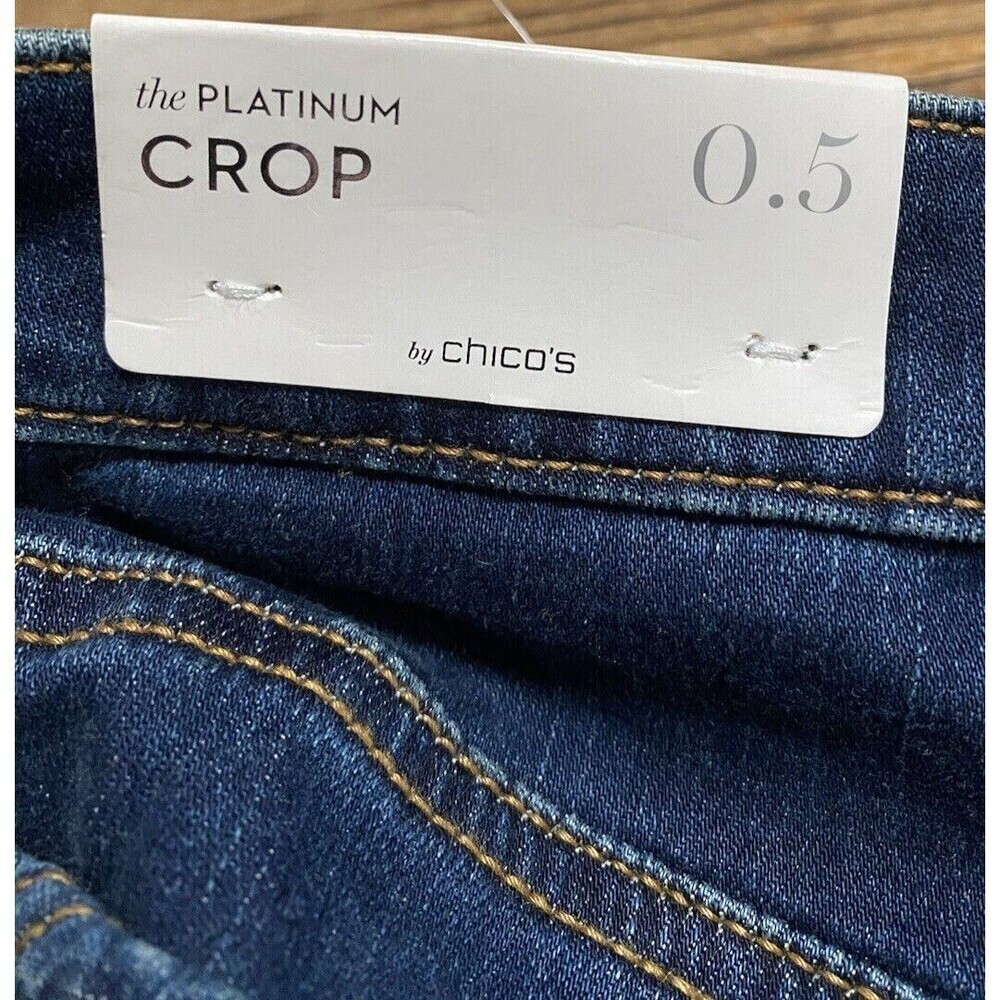 the PLATINUM
CROP
0.5
by chico's